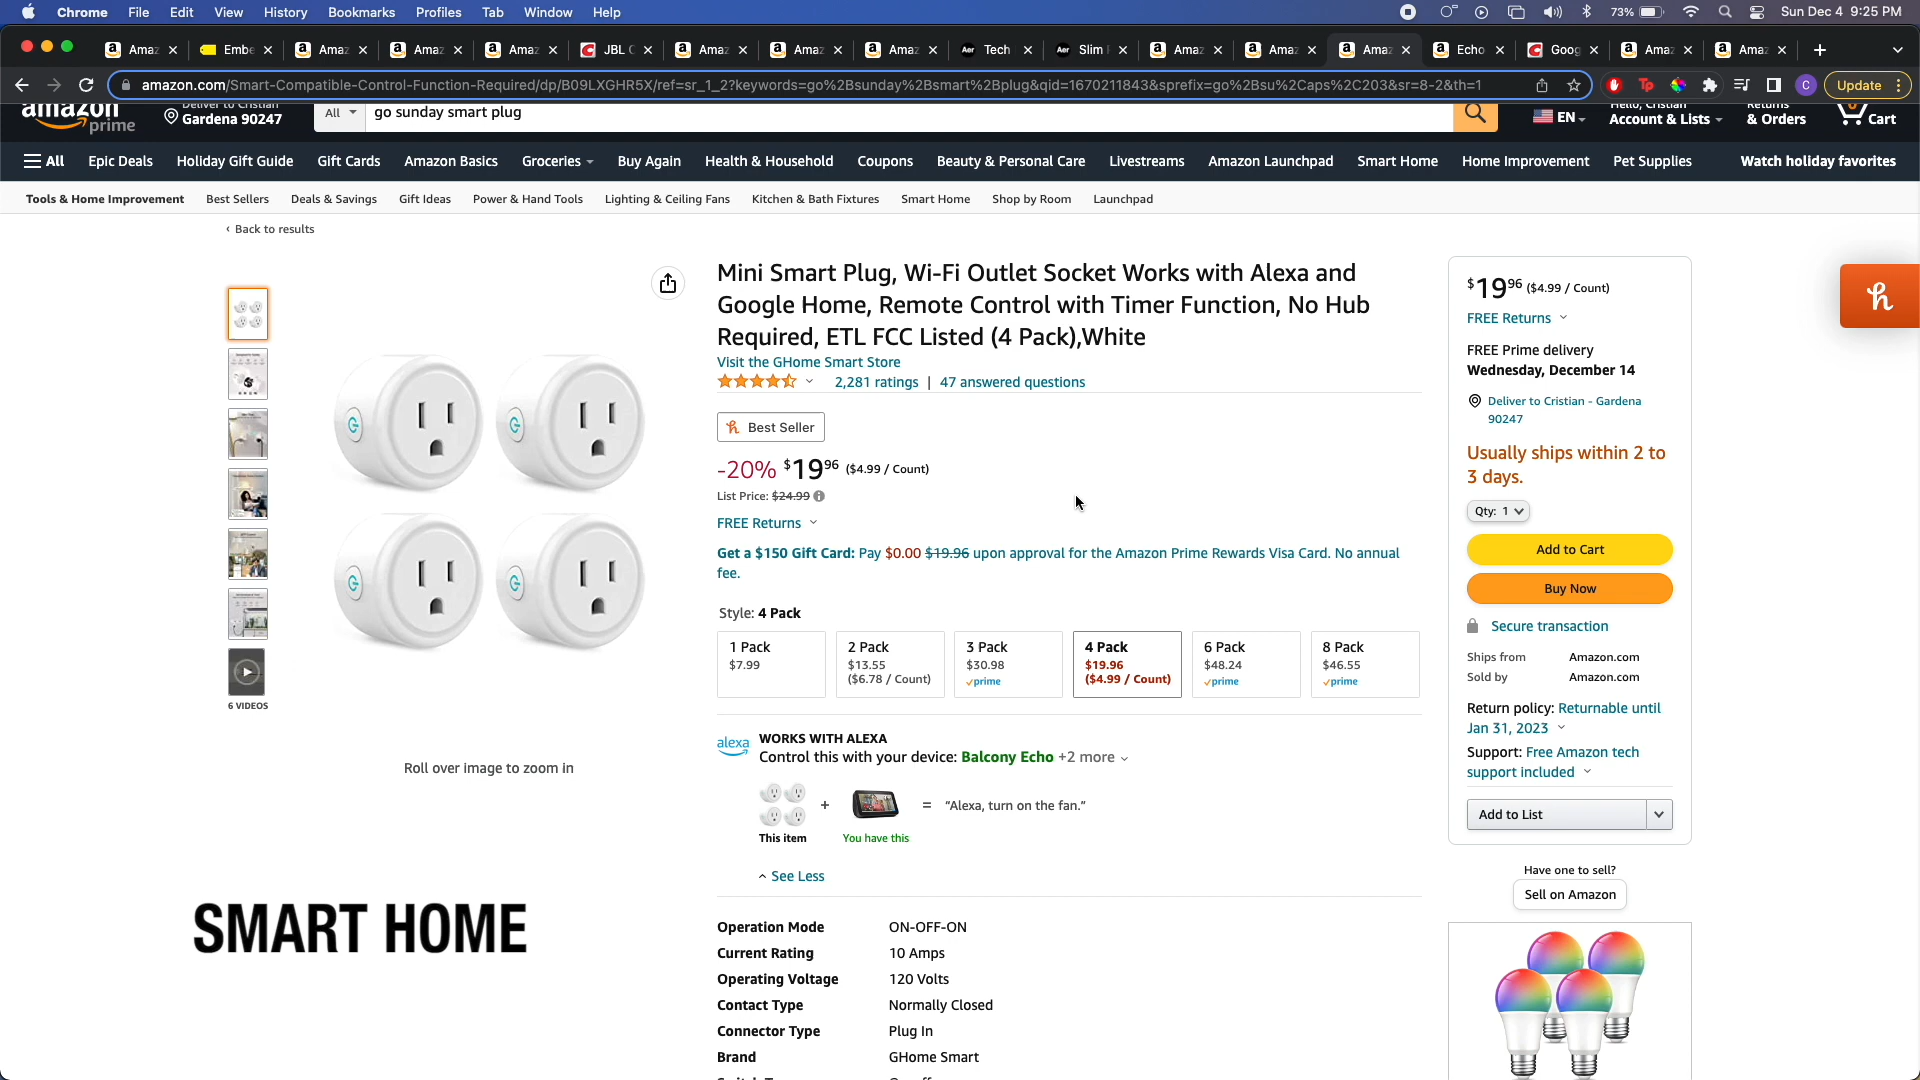 Chrome File Edit View History Bookmarks Profiles Tab Window Help 73% Sun Dec 4 9:25 PM
Amaz Embe Amaz Amaz Amaz JBL C Amaz Amaz Amaz Tech Slim Amaz Amaz Amaz Echo Goog Amaz Amaz
amazon.com/Smart-Compatible-Control-Function-Required/dp/B09LXGHR5X/ref=sr_1_2?keywords=go%2Bsunday%2Bsmart%2Bplug&qid=1670211843&sprefix=go%2Bsu%2Caps%2C203&sr=8-2&th=1 Update
amazon prime
Deliver to Cristian
Gardena 90247
All go sunday smart plug
EN
Hello, Cristian
Account & Lists
Returns
& Orders
0
Cart
All Epic Deals Holiday Gift Guide Gift Cards Amazon Basics Groceries Buy Again Health & Household Coupons Beauty & Personal Care Livestreams Amazon Launchpad Smart Home Home Improvement Pet Supplies Watch holiday favorites
Tools & Home Improvement Best Sellers Deals & Savings Gift Ideas Power & Hand Tools Lighting & Ceiling Fans Kitchen & Bath Fixtures Smart Home Shop by Room Launchpad
‹ Back to results
6 VIDEOS
Roll over image to zoom in
SMART HOME
Mini Smart Plug, Wi-Fi Outlet Socket Works with Alexa and
Google Home, Remote Control with Timer Function, No Hub
Required, ETL FCC Listed (4 Pack),White
Visit the GHome Smart Store
2,281 ratings | 47 answered questions
Best Seller
-20% $19.96 ($4.99 / Count)
List Price: $24.99
FREE Returns
Get a $150 Gift Card: Pay $0.00 $19.96 upon approval for the Amazon Prime Rewards Visa Card. No annual
fee.
Style: 4 Pack
1 Pack 2 Pack 3 Pack 4 Pack 6 Pack 8 Pack
$7.99 $13.55 $30.98 $19.96 $48.24 $46.55
($6.78 / Count) prime ($4.99 / Count) prime prime
alexa
WORKS WITH ALEXA
Control this with your device: Balcony Echo +2 more
+ = “Alexa, turn on the fan.”
This item You have this
See Less
Operation Mode ON-OFF-ON
Current Rating 10 Amps
Operating Voltage 120 Volts
Contact Type Normally Closed
Connector Type Plug In
Brand GHome Smart
$19.96 ($4.99 / Count)
FREE Returns
FREE Prime delivery
Wednesday, December 14
Deliver to Cristian - Gardena
90247
Usually ships within 2 to
3 days.
Qty: 1
Add to Cart
Buy Now
Secure transaction
Ships from Amazon.com
Sold by Amazon.com
Return policy: Returnable until
Jan 31, 2023
Support: Free Amazon tech
support included
Add to List
Have one to sell?
Sell on Amazon